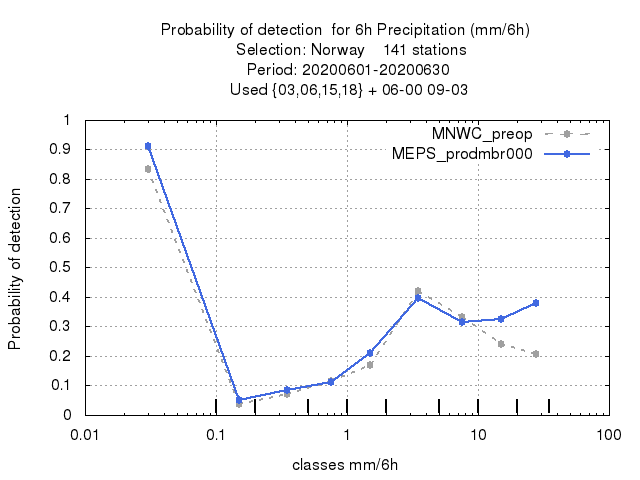 Probability of detection  for 6h Precipitation (mm/6h)
Selection: Norway    141 stations
Period: 20200601-20200630
Used {03,06,15,18} + 06-00 09-03
MNWC_preop
MEPS_prodmbr000
Probability of detection
1
0.9
0.8
0.7
0.6
0.5
0.4
0.3
0.2
0.1
0
0.01
0.1
1
10
100
classes mm/6h